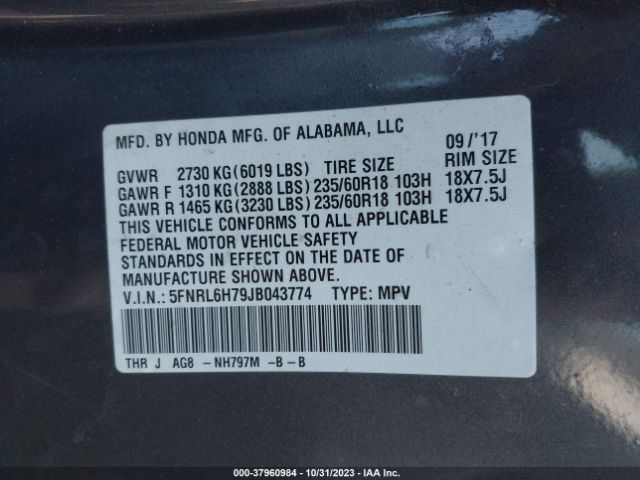 MFD. BY HONDA MFG. OF ALABAMA, LLC 09/'17
GVWR 2730 KG(6019 LBS) TIRE SIZE RIM SIZE
GAWR F 1310 KG(2888 LBS) 235/60R18 103H 18X7.5J
GAWR R 1465 KG(3230 LBS) 235/60R18 103H 18X7.5J
THIS VEHICLE CONFORMS TO ALL APPLICABLE
FEDERAL MOTOR VEHICLE SAFETY
STANDARDS IN EFFECT ON THE DATE OF
MANUFACTURE SHOWN ABOVE.
V.I.N.: 5FNRL6H79JB043774 TYPE: MPV
THR J AG8 - NH797M -B - B
000-37960984 | 10/31/2023 | IAA Inc.